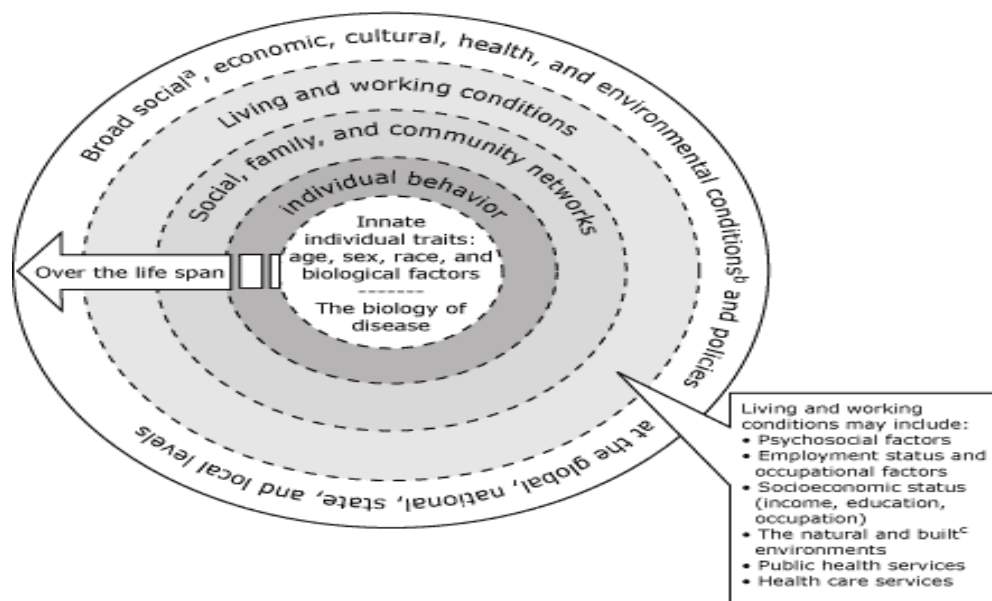 Broad socialᵃ, economic, cultural, health, and environmental conditionsᵇ and policies
at the global, national, state, and local levels
Living and working conditions
Social, family, and community networks
Individual behavior
Innate
individual traits:
age, sex, race, and
biological factors
-------
The biology of
disease
Over the life span
Living and working
conditions may include:
• Psychosocial factors
• Employment status and
occupational factors
• Socioeconomic status
(income, education,
occupation)
• The natural and builtᶜ
environments
• Public health services
• Health care services